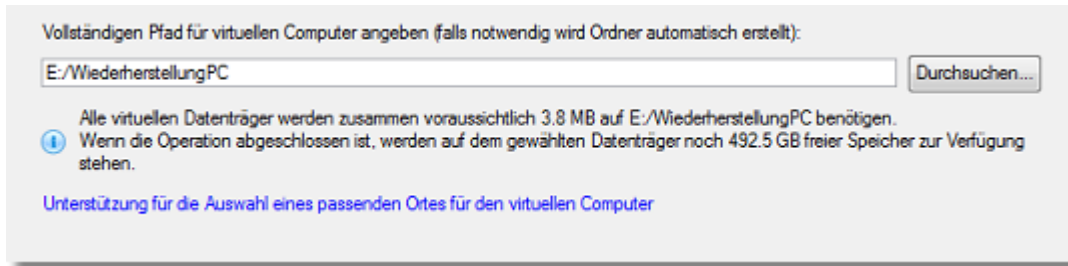 Vollständigen Pfad für virtuellen Computer angeben (falls notwendig wird Ordner automatisch erstellt):
E:/WiederherstellungPC
Durchsuchen...
Alle virtuellen Datenträger werden zusammen voraussichtlich 3.8 MB auf E:/WiederherstellungPC benötigen.
Wenn die Operation abgeschlossen ist, werden auf dem gewählten Datenträger noch 492.5 GB freier Speicher zur Verfügung
stehen.
Unterstützung für die Auswahl eines passenden Ortes für den virtuellen Computer